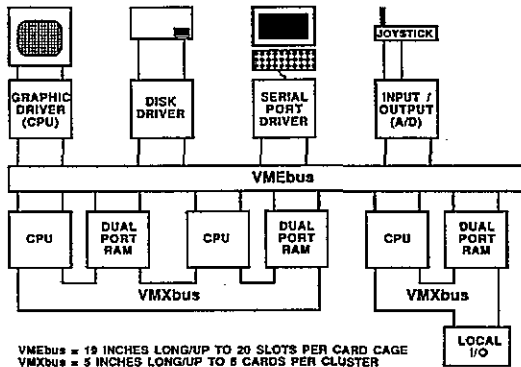 JOYSTICK
GRAPHIC
DRIVER
(CPU)
DISK
DRIVER
SERIAL
PORT
DRIVER
INPUT /
OUTPUT
(A/D)
VMEbus
CPU
DUAL
PORT
RAM
CPU
DUAL
PORT
RAM
CPU
DUAL
PORT
RAM
VMXbus
VMXbus
LOCAL
I/O
VMEbus = 19 INCHES LONG/UP TO 20 SLOTS PER CARD CAGE
VMXbus = 5 INCHES LONG/UP TO 6 CARDS PER CLUSTER